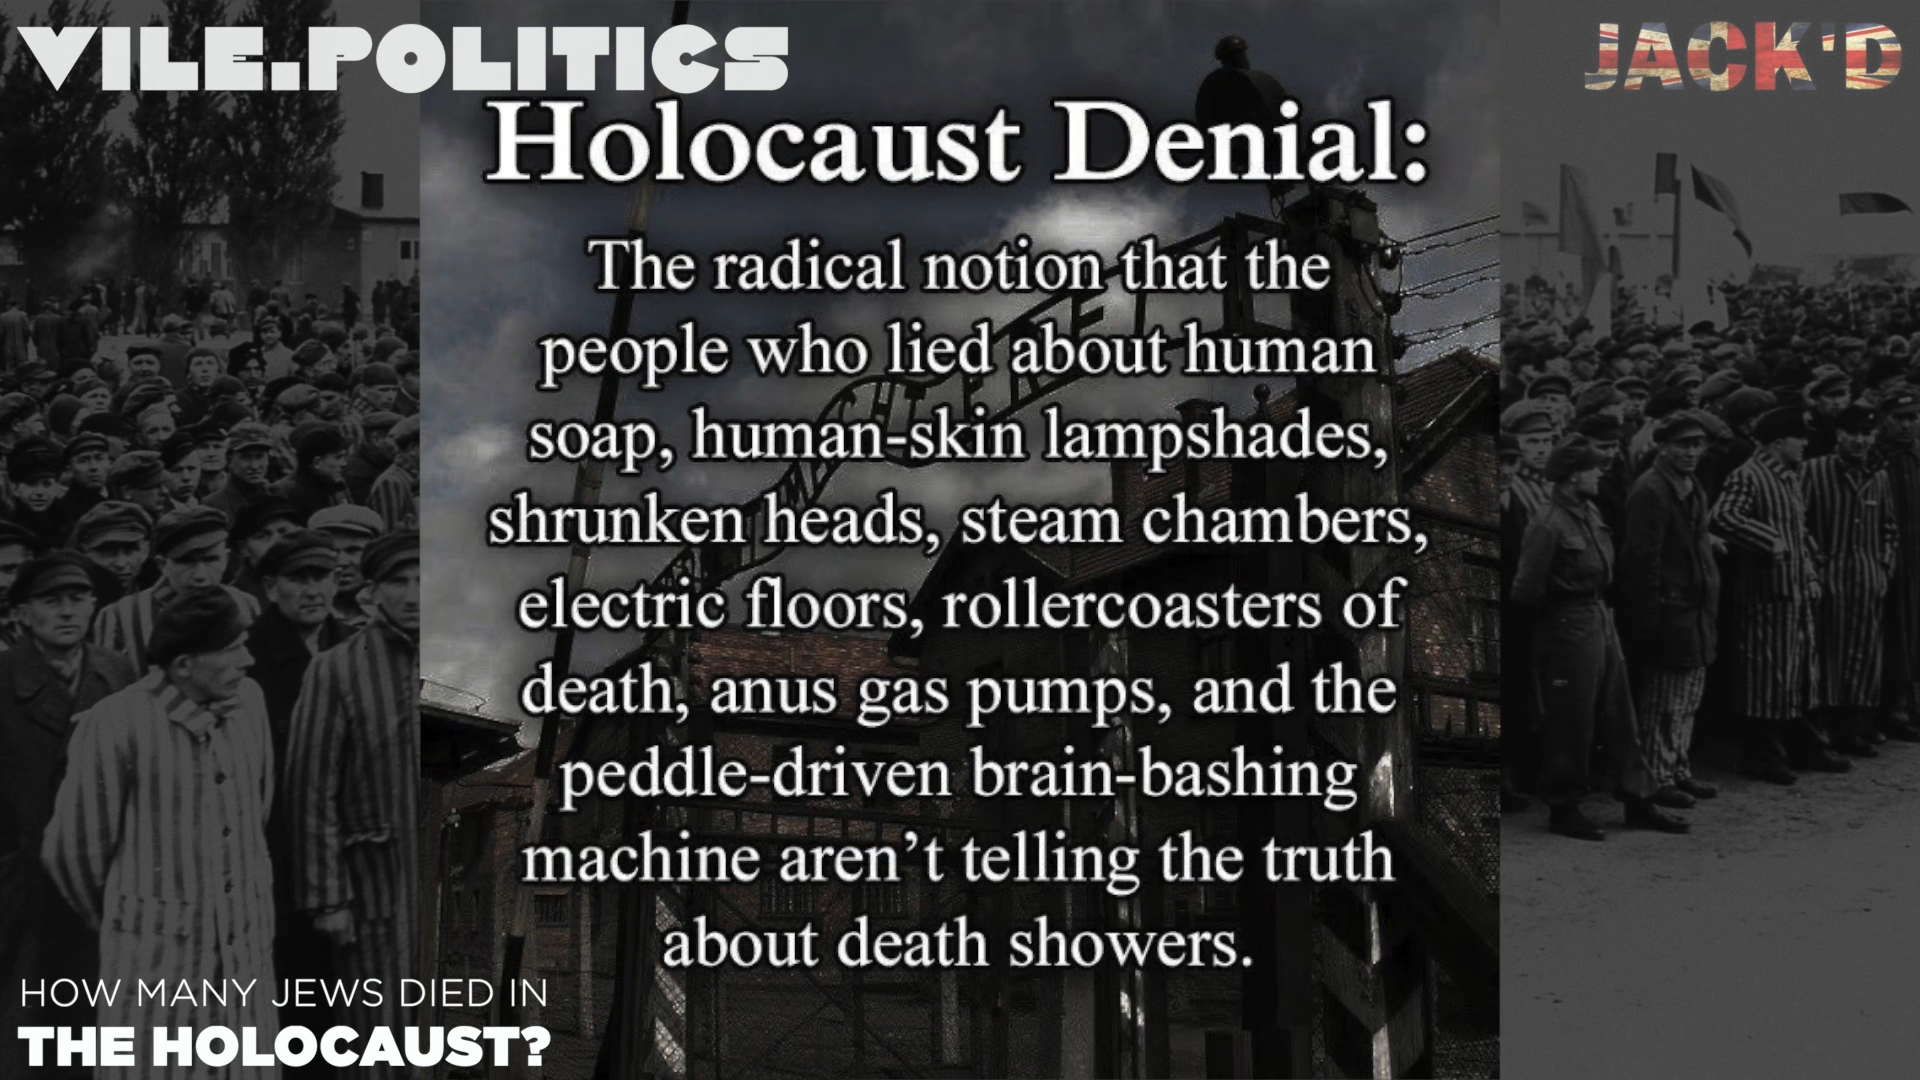 VILE.POLITICS
JACK'D
Holocaust Denial:
The radical notion that the
people who lied about human
soap, human-skin lampshades,
shrunken heads, steam chambers,
electric floors, rollercoasters of
death, anus gas pumps, and the
peddle-driven brain-bashing
machine aren’t telling the truth
about death showers.
HOW MANY JEWS DIED IN
THE HOLOCAUST?